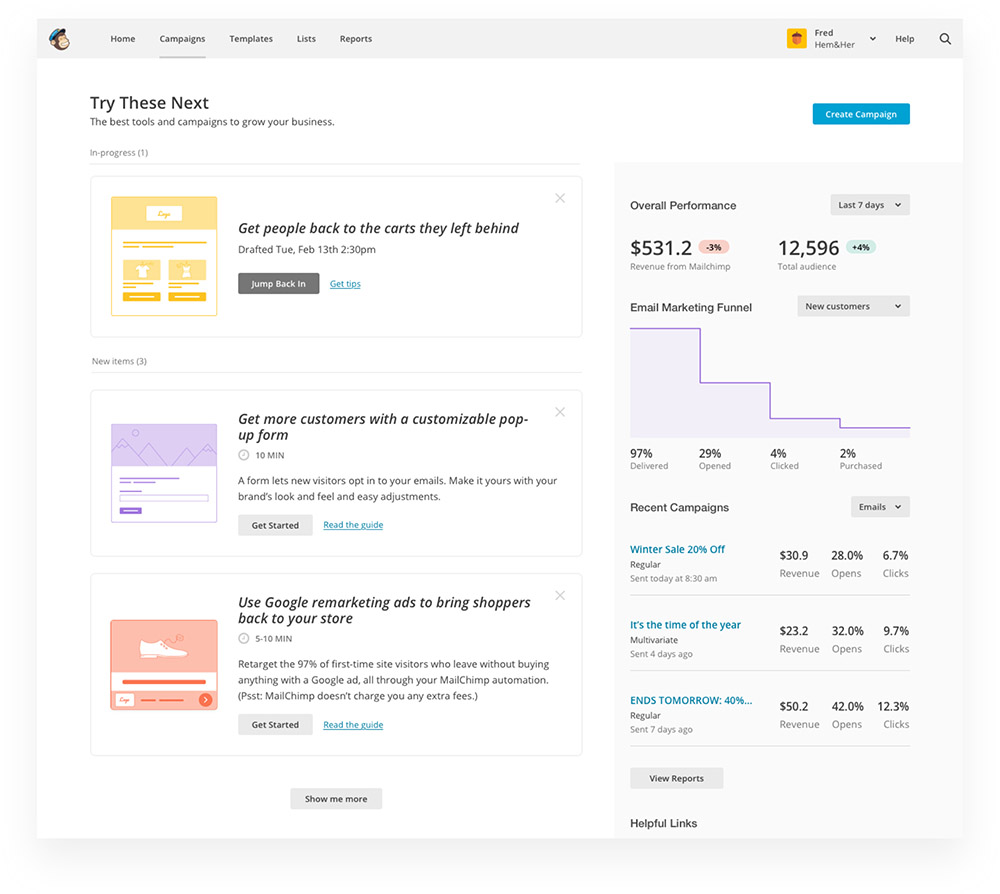 Home Campaigns Templates Lists Reports
Fred
Hem&Her
Help
Try These Next
The best tools and campaigns to grow your business.
Create Campaign
In-progress (1)
Logo
Get people back to the carts they left behind
Drafted Tue, Feb 13th 2:30pm
Jump Back In Get tips
New items (3)
Get more customers with a customizable pop-
up form
10 MIN
A form lets new visitors opt in to your emails. Make it yours with your
brand’s look and feel and easy adjustments.
Get Started Read the guide
Use Google remarketing ads to bring shoppers
back to your store
5-10 MIN
Retarget the 97% of first-time site visitors who leave without buying
anything with a Google ad, all through your MailChimp automation.
(Psst: MailChimp doesn’t charge you any extra fees.)
Logo
Get Started Read the guide
Show me more
Overall Performance Last 7 days
$531.2 -3% 12,596 +4%
Revenue from Mailchimp Total audience
Email Marketing Funnel New customers
97% 29% 4% 2%
Delivered Opened Clicked Purchased
Recent Campaigns Emails
Winter Sale 20% Off
Regular
Sent today at 8:30 am
$30.9 28.0% 6.7%
Revenue Opens Clicks
It’s the time of the year
Multivariate
Sent 4 days ago
$23.2 32.0% 9.7%
Revenue Opens Clicks
ENDS TOMORROW: 40%...
Regular
Sent 7 days ago
$50.2 42.0% 12.3%
Revenue Opens Clicks
View Reports
Helpful Links